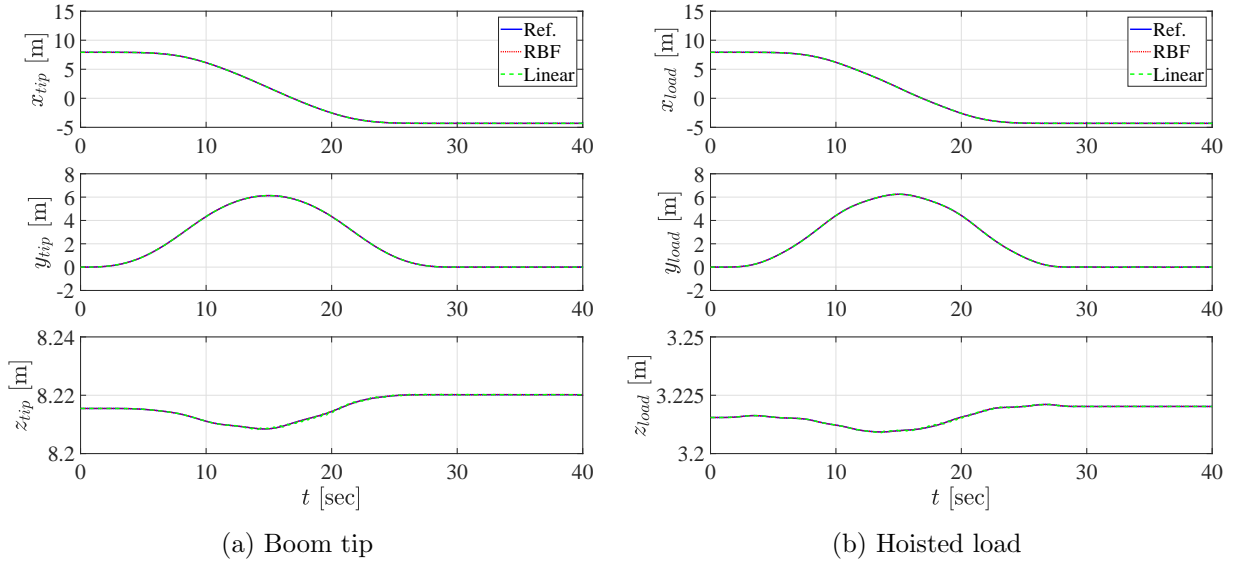 15
10
5
0
-5
x_tip [m]
0 10 20 30 40
Ref.
RBF
Linear
8
6
4
2
0
-2
y_tip [m]
0 10 20 30 40
8.24
8.22
8.2
z_tip [m]
0 10 20 30 40
t [sec]
(a) Boom tip
15
10
5
0
-5
x_load [m]
0 10 20 30 40
Ref.
RBF
Linear
8
6
4
2
0
-2
y_load [m]
0 10 20 30 40
3.25
3.225
3.2
z_load [m]
0 10 20 30 40
t [sec]
(b) Hoisted load